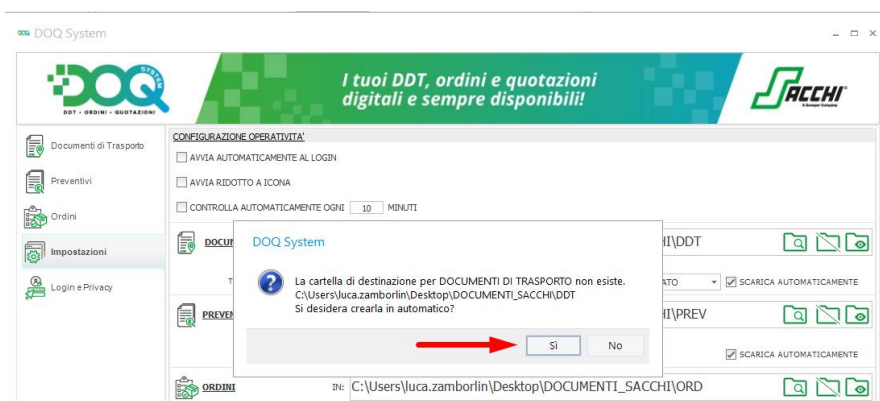 DOQ System
DOQ
SYSTEM
DDT - ORDINI - QUOTAZIONI
I tuoi DDT, ordini e quotazioni
digitali e sempre disponibili!
SACCHI
A Sonepar Company
Documenti di Trasporto
Preventivi
Ordini
Impostazioni
Login e Privacy
CONFIGURAZIONE OPERATIVITA'
AVVIA AUTOMATICAMENTE AL LOGIN
AVVIA RIDOTTO A ICONA
CONTROLLA AUTOMATICAMENTE OGNI 10 MINUTI
HI\DDT
SCARICA AUTOMATICAMENTE
HI\PREV
SCARICA AUTOMATICAMENTE
DOQ System
La cartella di destinazione per DOCUMENTI DI TRASPORTO non esiste.
C:\Users\luca.zamborlin\Desktop\DOCUMENTI_SACCHI\DDT
Si desidera crearla in automatico?
Sì No
ORDINI IN: C:\Users\luca.zamborlin\Desktop\DOCUMENTI_SACCHI\ORD